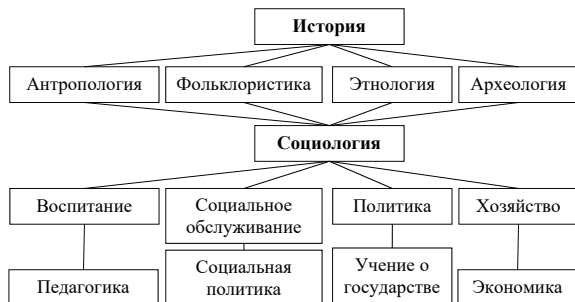 История
Антропология Фольклористика Этнология Археология
Социология
Воспитание Социальное обслуживание Политика Хозяйство
Педагогика Социальная политика Учение о государстве Экономика